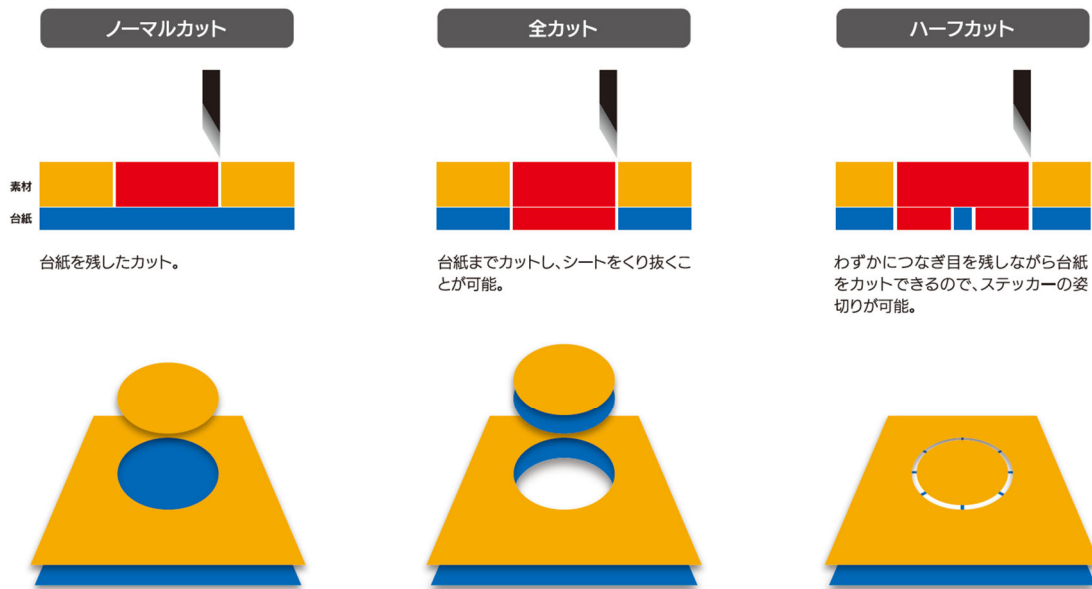 ノーマルカット
全カット
ハーフカット
素材
台紙
台紙を残したカット。
台紙までカットし、シートをくり抜くこ
とが可能。
わずかにつなぎ目を残しながら台紙
をカットできるので、ステッカーの姿
切りが可能。